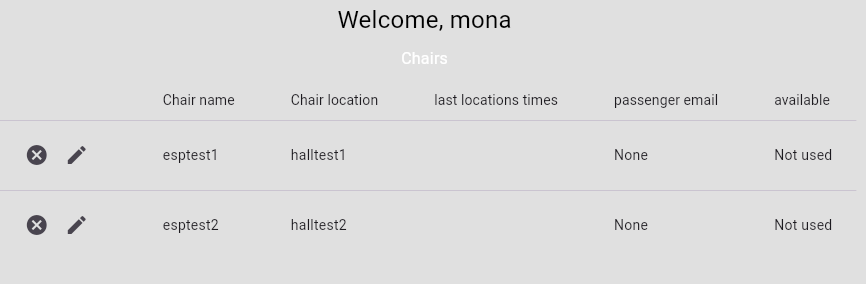 Welcome, mona
Chairs
Chair name Chair location last locations times passenger email available
esptest1 halltest1 None Not used
esptest2 halltest2 None Not used